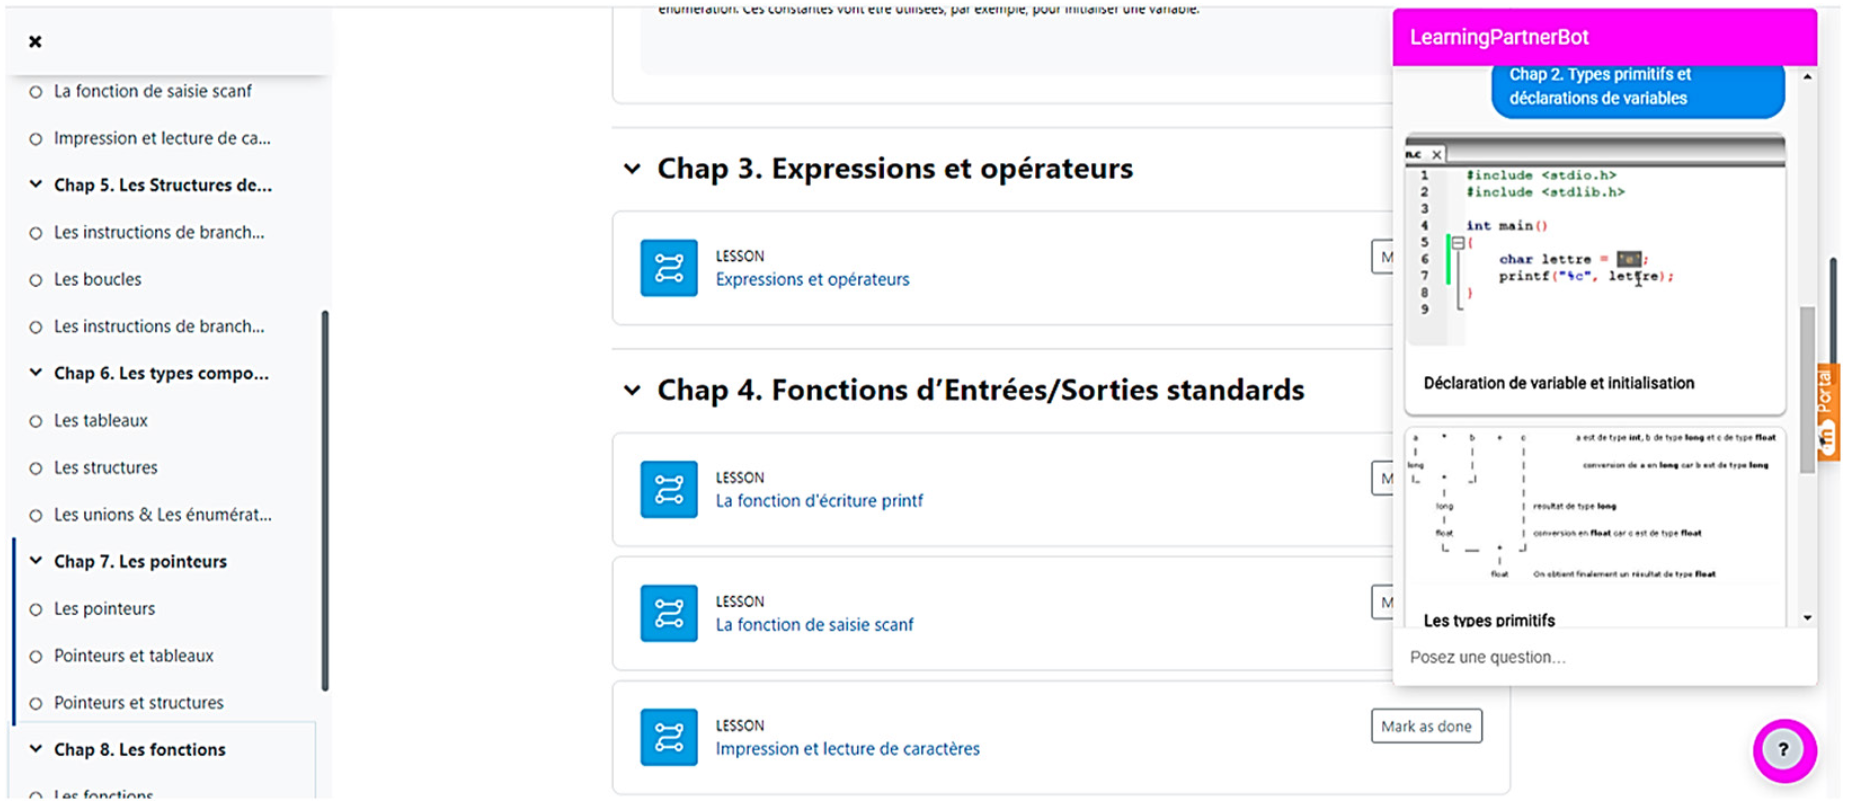 énumération. Ces constantes vont être utilisées, par exemple, pour initialiser une variable.
La fonction de saisie scanf
Impression et lecture de ca...
Chap 5. Les Structures de...
Les instructions de branch...
Les boucles
Les instructions de branch...
Chap 6. Les types compo...
Les tableaux
Les structures
Les unions & Les énumérat...
Chap 7. Les pointeurs
Les pointeurs
Pointeurs et tableaux
Pointeurs et structures
Chap 8. Les fonctions
Les fonctions
Chap 3. Expressions et opérateurs
LESSON
Expressions et opérateurs
M
Chap 4. Fonctions d’Entrées/Sorties standards
LESSON
La fonction d'écriture printf
M
LESSON
La fonction de saisie scanf
M
LESSON
Impression et lecture de caractères
Mark as done
LearningPartnerBot
Chap 2. Types primitifs et
déclarations de variables
n.c
1 #include <stdio.h>
2 #include <stdlib.h>
3
4 int main()
5 {
6 char lettre = 'e';
7 printf("%c", lettre);
8 }
9
Déclaration de variable et initialisation
a * b + c a est de type int, b de type long et c de type float
long conversion de a en long car b est de type long
*
long resultat de type long
float conversion en float car c est de type float
float On obtient finalement un résultat de type float
Les types primitifs
Posez une question...
Portal
?